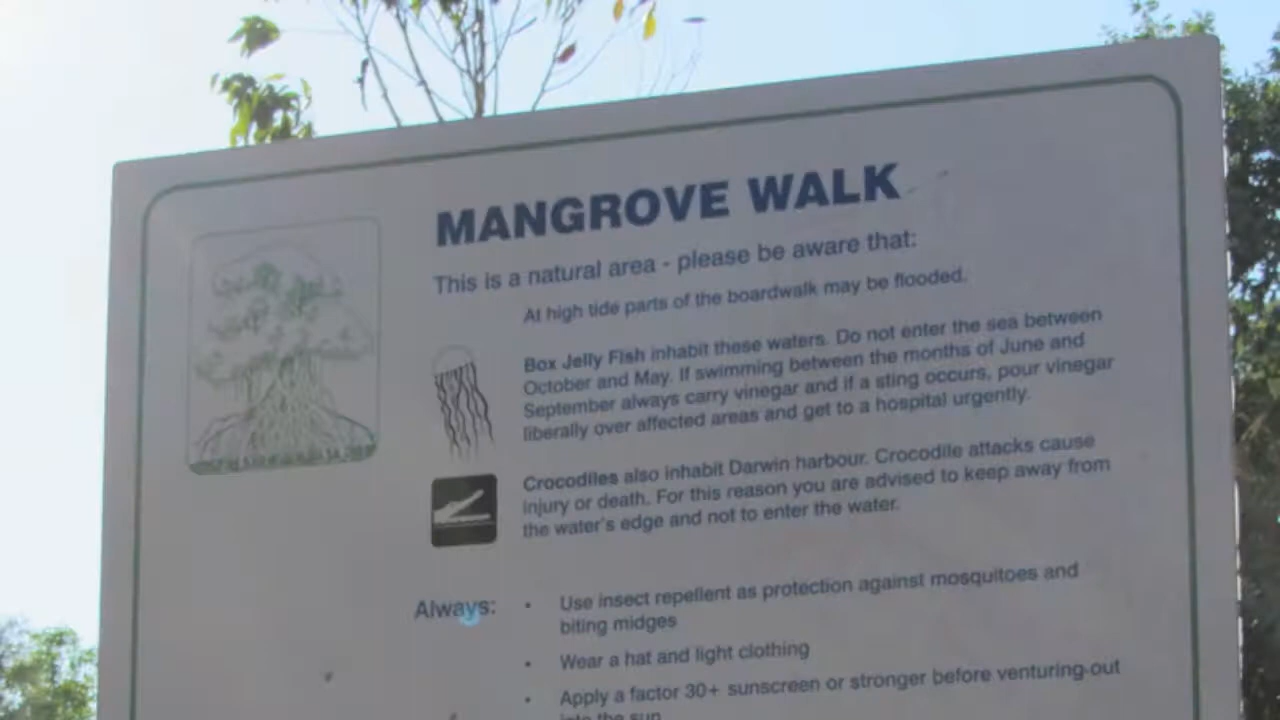 MANGROVE WALK
This is a natural area - please be aware that:
At high tide parts of the boardwalk may be flooded.
Box Jelly Fish inhabit these waters. Do not enter the sea between
October and May. If swimming between the months of June and
September always carry vinegar and if a sting occurs, pour vinegar
liberally over affected areas and get to a hospital urgently.
Crocodiles also inhabit Darwin harbour. Crocodile attacks cause
injury or death. For this reason you are advised to keep away from
the water's edge and not to enter the water.
Always: • Use insect repellent as protection against mosquitoes and
biting midges
• Wear a hat and light clothing
• Apply a factor 30+ sunscreen or stronger before venturing out
into the sun